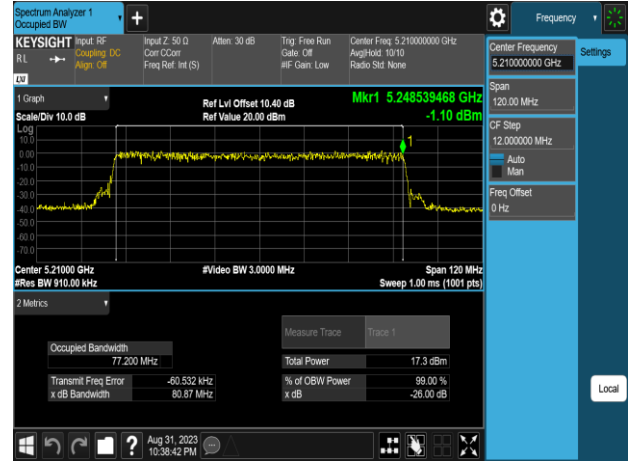 Spectrum Analyzer 1
Occupied BW
+
Frequency
KEYSIGHT
RL
LXI
Input: RF
Coupling: DC
Align: Off
Input Z: 50 Ω
Corr CCorr
Freq Ref: Int (S)
Atten: 30 dB
Trig: Free Run
Gate: Off
#IF Gain: Low
Center Freq: 5.210000000 GHz
Avg|Hold: 10/10
Radio Std: None
Center Frequency
5.210000000 GHz
Settings
Span
120.00 MHz
CF Step
12.000000 MHz
Auto
Man
Freq Offset
0 Hz
1 Graph
Scale/Div 10.0 dB
Ref Lvl Offset 10.40 dB
Ref Value 20.00 dBm
Mkr1 5.248539468 GHz
-1.10 dBm
Log
10.0
0.00
-10.0
-20.0
-30.0
-40.0
-50.0
-60.0
-70.0
1
Center 5.21000 GHz
#Res BW 910.00 kHz
#Video BW 3.0000 MHz
Span 120 MHz
Sweep 1.00 ms (1001 pts)
2 Metrics
Measure Trace Trace 1
Occupied Bandwidth
77.200 MHz
Total Power 17.3 dBm
Transmit Freq Error -60.532 kHz
% of OBW Power 99.00 %
x dB Bandwidth 80.87 MHz
x dB -26.00 dB
Local
?
Aug 31, 2023
10:38:42 PM